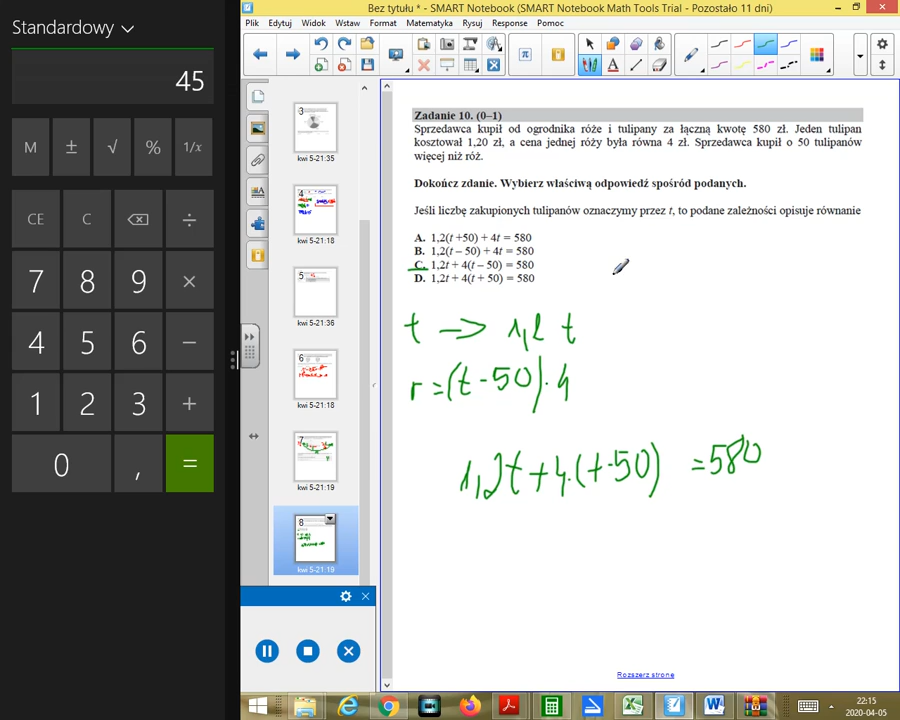 Standardowy
45
M ± √ % 1/x
CE C ÷
7 8 9 ×
4 5 6 −
1 2 3 +
0 , =
Bez tytułu * - SMART Notebook (SMART Notebook Math Tools Trial - Pozostało 11 dni)
Plik Edytuj Widok Wstaw Format Matematyka Rysuj Response Pomoc
π
A
3
kwi 5-21:35
4
kwi 5-21:18
5
kwi 5-21:36
6
kwi 5-21:18
7
kwi 5-21:19
8
kwi 5-21:19
Zadanie 10. (0–1)
Sprzedawca kupił od ogrodnika róże i tulipany za łączną kwotę 580 zł. Jeden tulipan
kosztował 1,20 zł, a cena jednej róży była równa 4 zł. Sprzedawca kupił o 50 tulipanów
więcej niż róż.
Dokończ zdanie. Wybierz właściwą odpowiedź spośród podanych.
Jeśli liczbę zakupionych tulipanów oznaczymy przez t, to podane zależności opisuje równanie
A. 1,2(t +50) + 4t = 580
B. 1,2(t – 50) + 4t = 580
C. 1,2t + 4(t – 50) = 580
D. 1,2t + 4(t + 50) = 580
t → 1,2 t
r = (t - 50) · 4
1,2t + 4·(t-50) = 580
Rozszerz stronę
22:15
2020-04-05